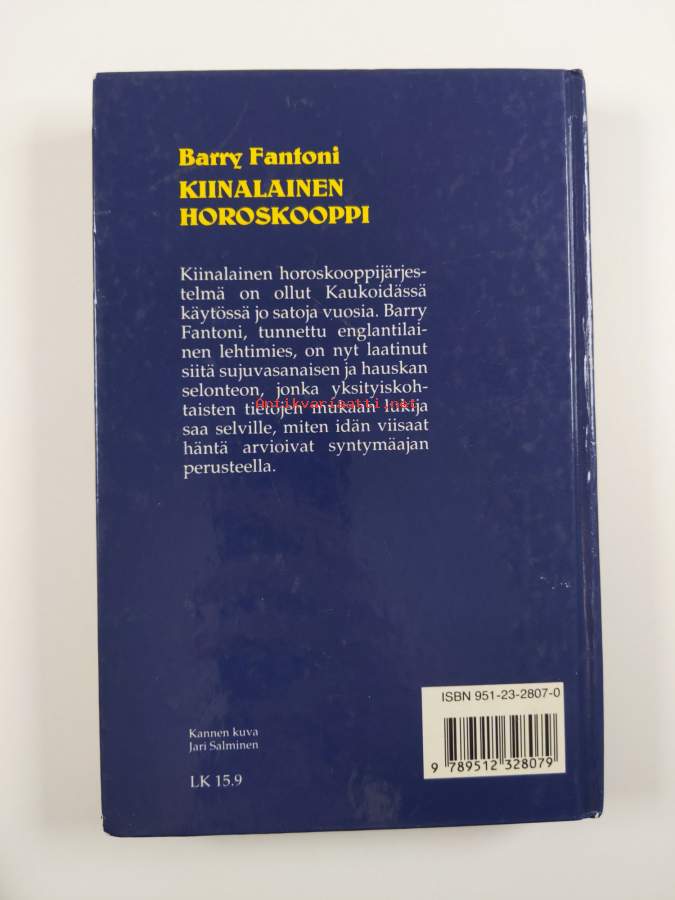 Barry Fantoni
KIINALAINEN
HOROSKOOPPI
Kiinalainen horoskooppijärjes-
telmä on ollut Kaukoidässä
käytössä jo satoja vuosia. Barry
Fantoni, tunnettu englantilai-
nen lehtimies, on nyt laatinut
siitä sujuvasanaisen ja hauskan
selonteon, jonka yksityiskoh-
Antikvariaatti.net
taisten tietojen mukaan lukija
saa selville, miten idän viisaat
häntä arvioivat syntymäajan
perusteella.
ISBN 951-23-2807-0
9 789512 328079
Kannen kuva
Jari Salminen
LK 15.9